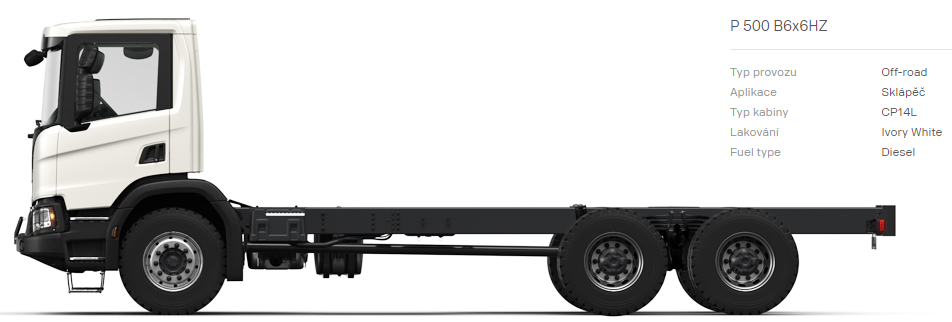 P 500 B6x6HZ
Typ provozu Off-road
Aplikace Sklápěč
Typ kabiny CP14L
Lakování Ivory White
Fuel type Diesel